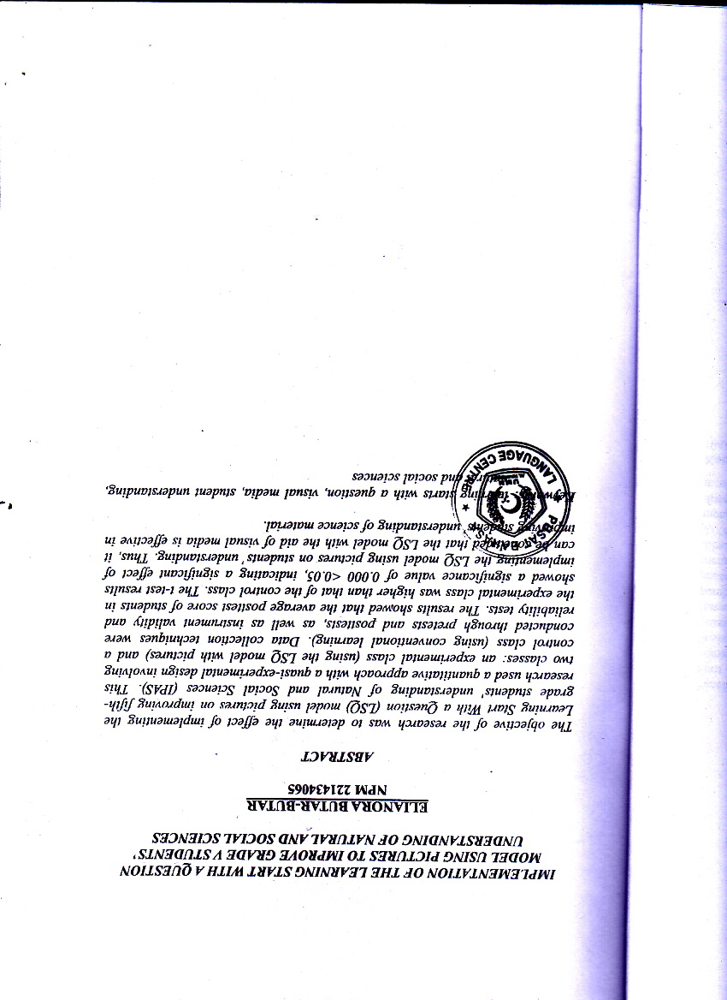 IMPLEMENTATION OF THE LEARNING START WITH A QUESTION
MODEL USING PICTURES TO IMPROVE GRADE V STUDENTS'
UNDERSTANDING OF NATURAL AND SOCIAL SCIENCES
ELIANORA BUTAR-BUTAR
NPM 221434065
ABSTRACT
The objective of the research was to determine the effect of implementing the
Learning Start With a Question (LSQ) model using pictures on improving fifth-
grade students' understanding of Natural and Social Sciences (IPAS). This
research used a quantitative approach with a quasi-experimental design involving
two classes: an experimental class (using the LSQ model with pictures) and a
control class (using conventional learning). Data collection techniques were
conducted through pretests and posttests, as well as instrument validity and
reliability tests. The results showed that the average posttest score of students in
the experimental class was higher than that of the control class. The t-test results
showed a significance value of 0.000 <0.05, indicating a significant effect of
implementing the LSQ model using pictures on students' understanding. Thus, it
can be concluded that the LSQ model with the aid of visual media is effective in
improving students' understanding of science material.
Keywords: learning starts with a question, visual media, student understanding,
and social sciences
PUSAT BAHASA
LANGUAGE CENTRE